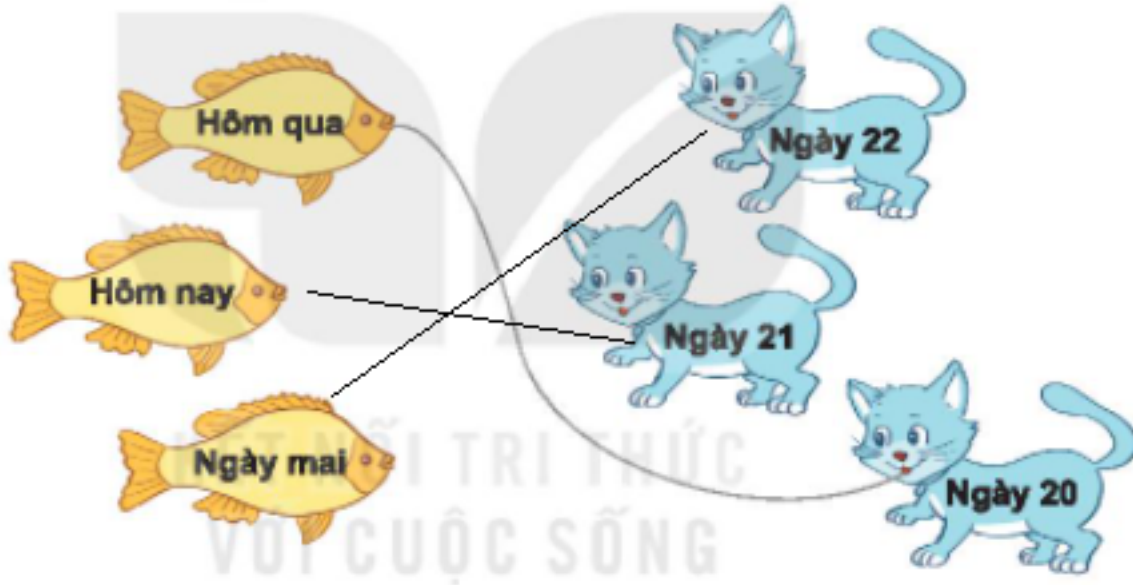 Hôm qua
Ngày 22
Hôm nay
Ngày 21
Ngày mai
Ngày 20
KẾT NỐI TRI THỨC
VỚI CUỘC SỐNG